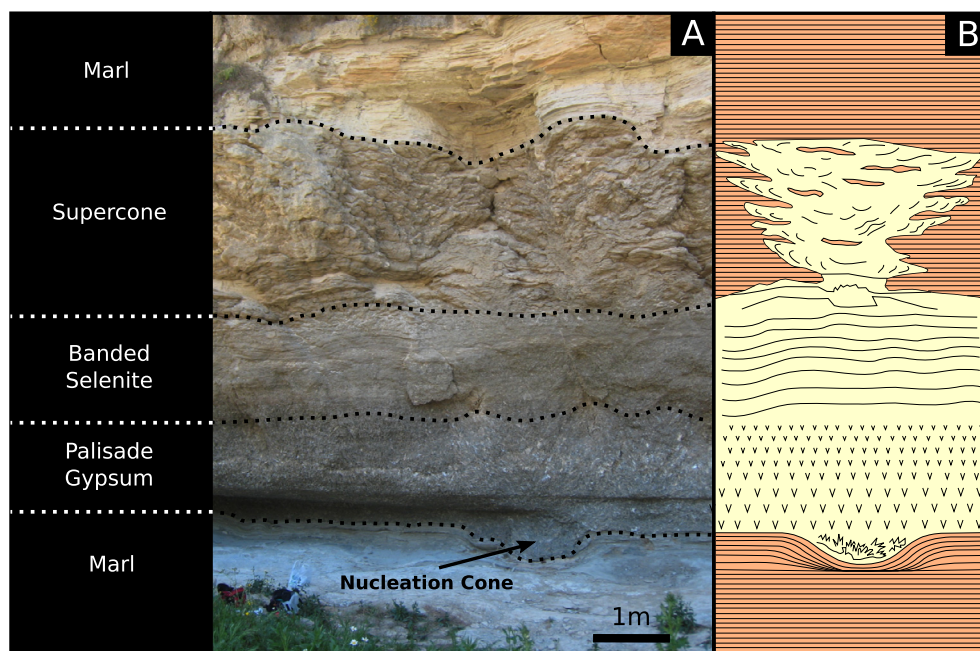 A
B
Marl
Supercone
Banded
Selenite
Palisade
Gypsum
Marl
Nucleation Cone
1m